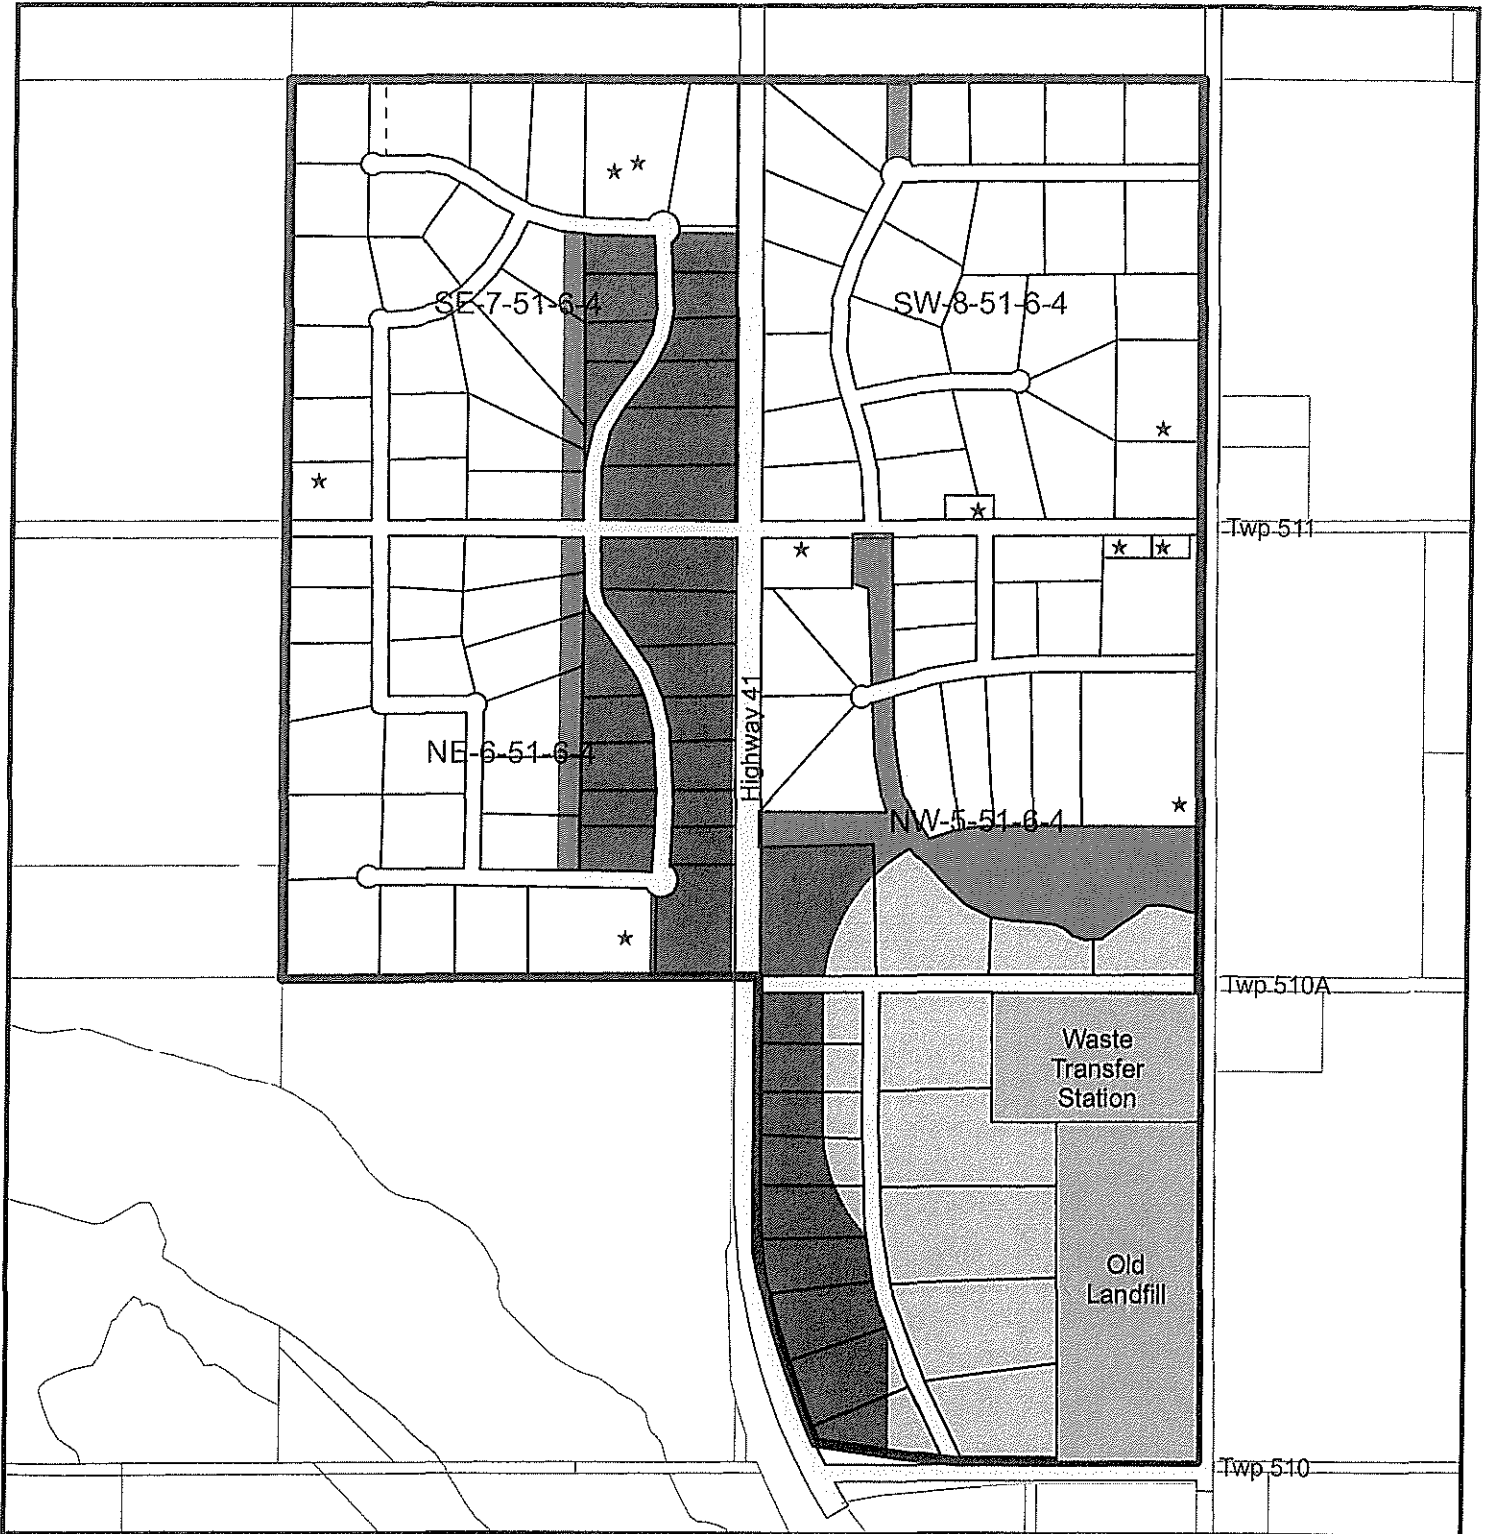 SE-7-51-6-4
SW-8-51-6-4
Twp 511
Highway 41
NE-6-51-6-4
NW-5-51-6-4
Twp 510A
Waste
Transfer
Station
Old
Landfill
Twp 510